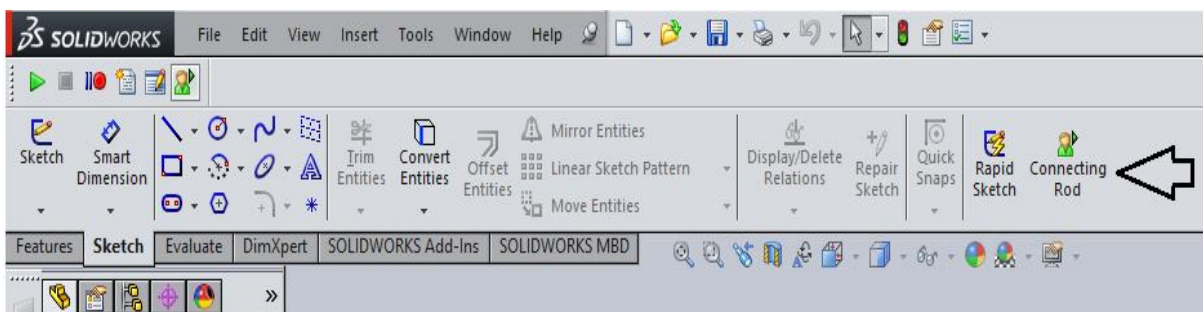 SOLIDWORKS File Edit View Insert Tools Window Help
Sketch
Smart
Dimension
Trim
Entities
Convert
Entities
Offset
Entities
Mirror Entities
Linear Sketch Pattern
Move Entities
Display/Delete
Relations
Repair
Sketch
Quick
Snaps
Rapid
Sketch
Connecting
Rod
Features Sketch Evaluate DimXpert SOLIDWORKS Add-Ins SOLIDWORKS MBD
»